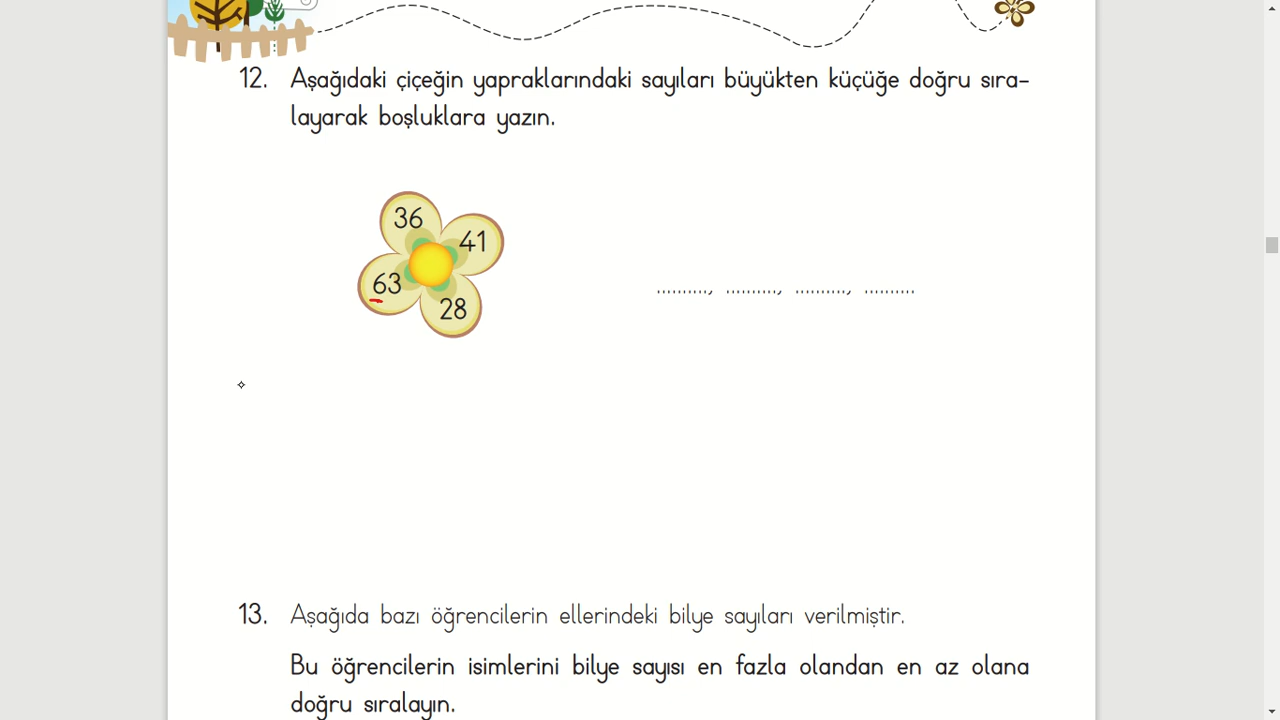 12. Aşağıdaki çiçeğin yapraklarındaki sayıları büyükten küçüğe doğru sıra-
layarak boşluklara yazın.
36
41
63
28
........., ........., ........., .........
13. Aşağıda bazı öğrencilerin ellerindeki bilye sayıları verilmiştir.
Bu öğrencilerin isimlerini bilye sayısı en fazla olandan en az olana
doğru sıralayın.